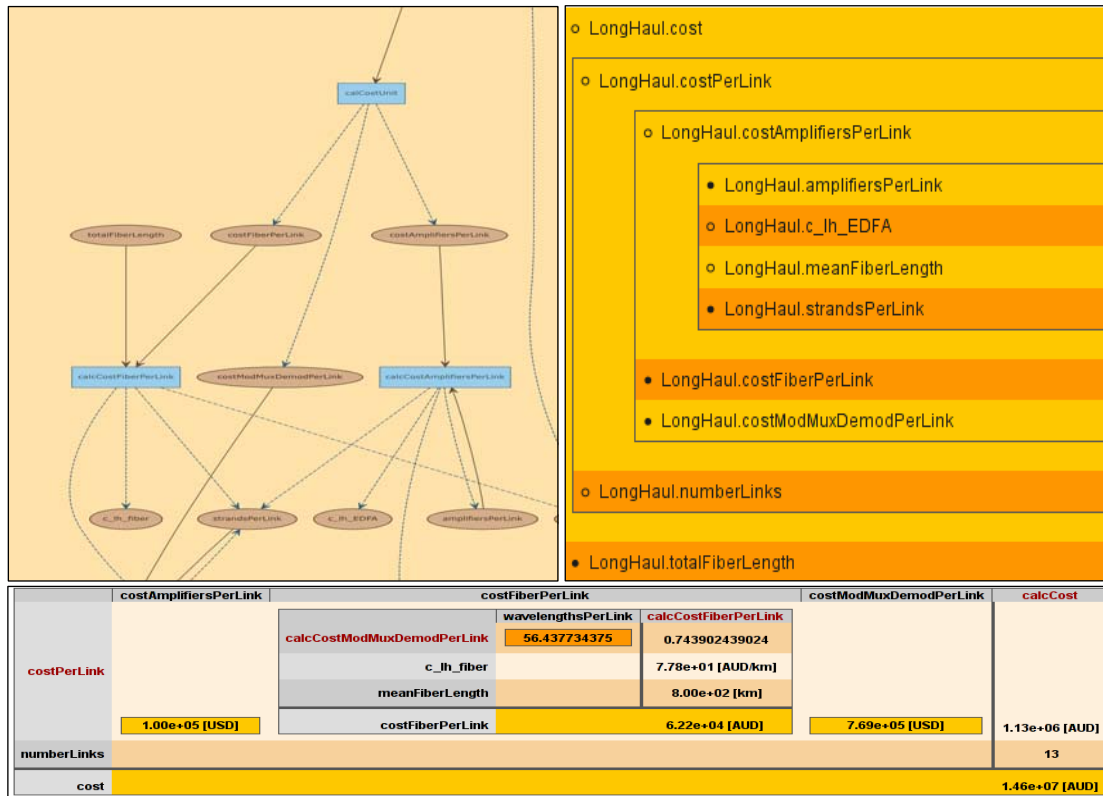 calCostUnit
totalFiberLength
costFiberPerLink
costAmplifiersPerLink
calcCostFiberPerLink
costModMuxDemodPerLink
calcCostAmplifiersPerLink
c_lh_fiber
strandsPerLink
c_lh_EDFA
amplifiersPerLink
LongHaul.cost
LongHaul.costPerLink
LongHaul.costAmplifiersPerLink
LongHaul.amplifiersPerLink
LongHaul.c_lh_EDFA
LongHaul.meanFiberLength
LongHaul.strandsPerLink
LongHaul.costFiberPerLink
LongHaul.costModMuxDemodPerLink
LongHaul.numberLinks
LongHaul.totalFiberLength
costAmplifiersPerLink costFiberPerLink costModMuxDemodPerLink calcCost
wavelengthsPerLink calcCostFiberPerLink
calcCostModMuxDemodPerLink 56.437734375 0.743902439024
costPerLink c_lh_fiber 7.78e+01 [AUD/km]
meanFiberLength 8.00e+02 [km]
1.00e+05 [USD] costFiberPerLink 6.22e+04 [AUD] 7.69e+05 [USD] 1.13e+06 [AUD]
numberLinks 13
cost 1.46e+07 [AUD]